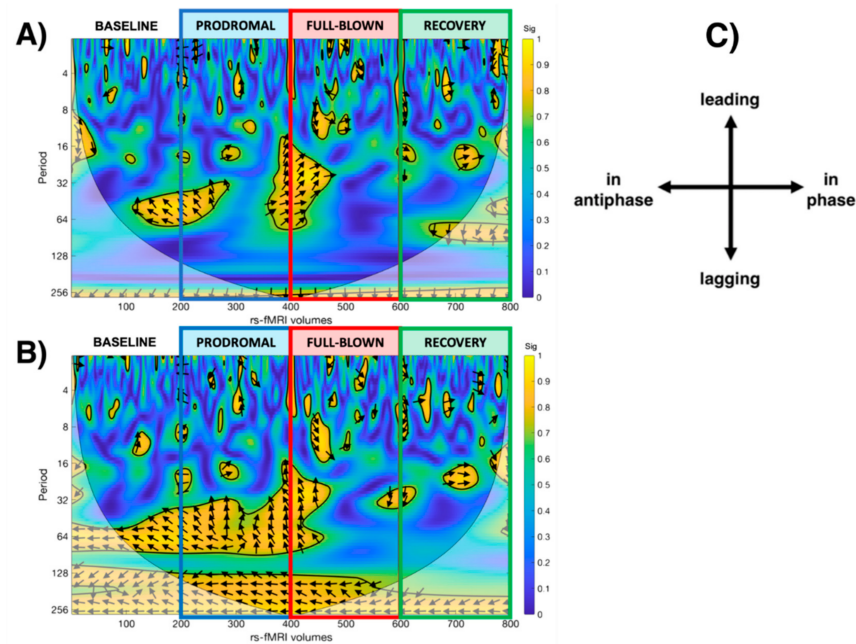 A)
BASELINE PRODROMAL FULL-BLOWN RECOVERY
Sig
Period
4
8
16
32
64
128
256
100 200 300 400 500 600 700 800
rs-fMRI volumes
1
0.9
0.8
0.7
0.6
0.5
0.4
0.3
0.2
0.1
0
B)
BASELINE PRODROMAL FULL-BLOWN RECOVERY
Sig
Period
4
8
16
32
64
128
256
100 200 300 400 500 600 700 800
rs-fMRI volumes
1
0.9
0.8
0.7
0.6
0.5
0.4
0.3
0.2
0.1
0
C)
leading
in
antiphase
in
phase
lagging